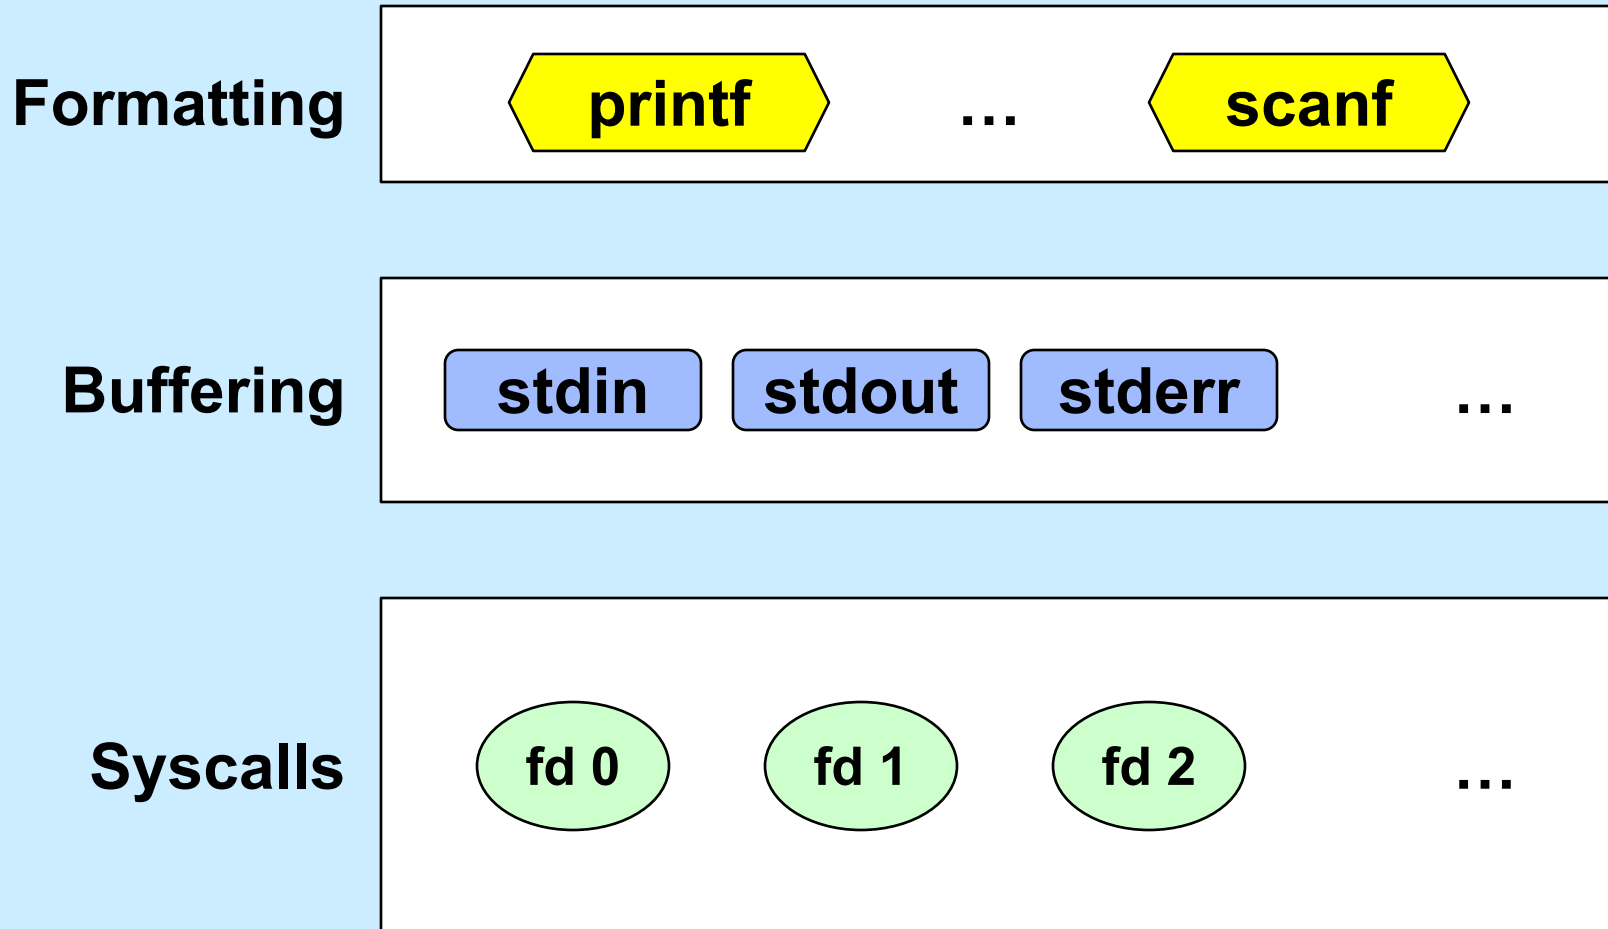 Formatting
printf … scanf
Buffering
stdin stdout stderr …
Syscalls
fd 0 fd 1 fd 2 …